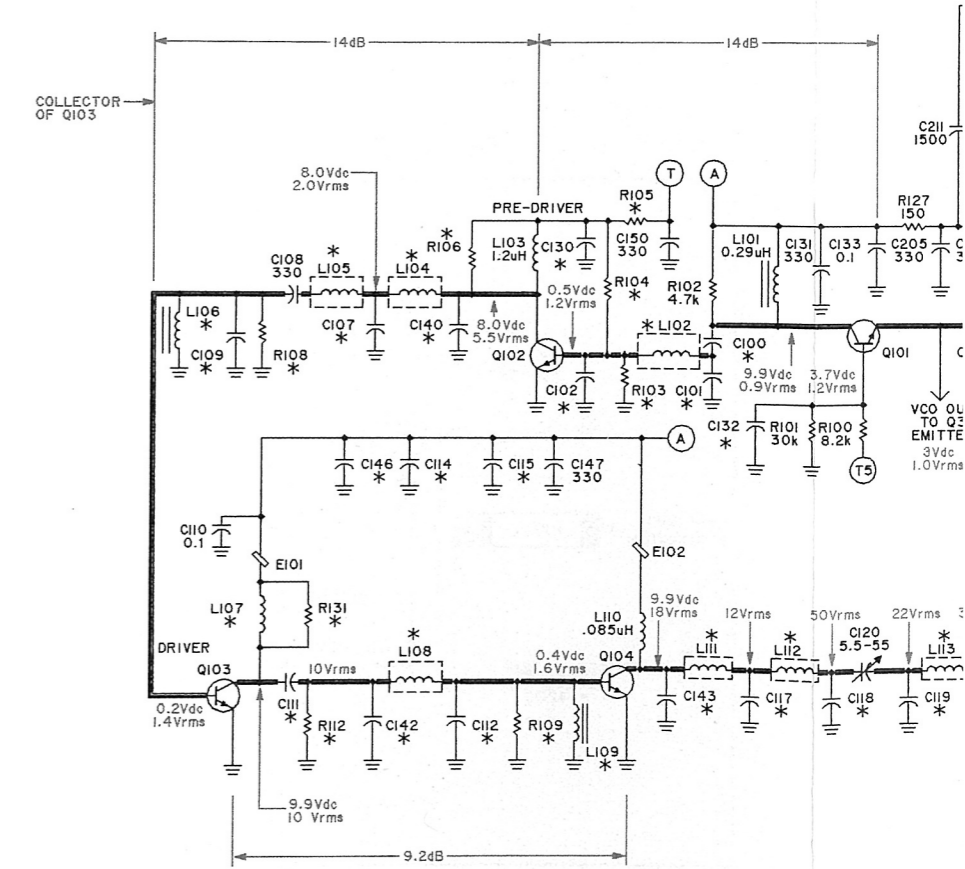 14dB
14dB
COLLECTOR
OF Q103
C211
1500
8.0Vdc
2.0Vrms
T
A
R105
*
PRE-DRIVER
R127
150
*
R106
L103
1.2uH
C130
*
C150
330
L101
0.29uH
C131
330
C133
0.1
C205
330
C
3
C108
330
*
L105
*
L104
R104
*
R102
4.7k
0.5Vdc
1.2Vrms
L106
*
C109
*
R108
*
C107
*
C140
*
8.0Vdc
5.5Vrms
* L102
C100
*
Q101
Q102
9.9Vdc
0.9Vrms
3.7Vdc
1.2Vrms
C102
*
R103
*
C101
*
C132
*
R101
30k
R100
8.2k
VCO OU
TO Q3
EMITTE
3Vdc
1.0Vrms
A
T5
C146
*
C114
*
C115
*
C147
330
C110
0.1
E101
E102
L107
*
R131
*
L110
.085uH
9.9Vdc
18Vrms
12Vrms
50Vrms
22Vrms
3
C120
5.5-55
DRIVER
*
L108
*
L111
*
L112
*
L113
Q103
10Vrms
0.4Vdc
1.6Vrms
Q104
0.2Vdc
1.4Vrms
C111
*
R112
*
C142
*
C112
*
R109
*
L109
*
C143
*
C117
*
C118
*
C119
*
9.9Vdc
10 Vrms
9.2dB